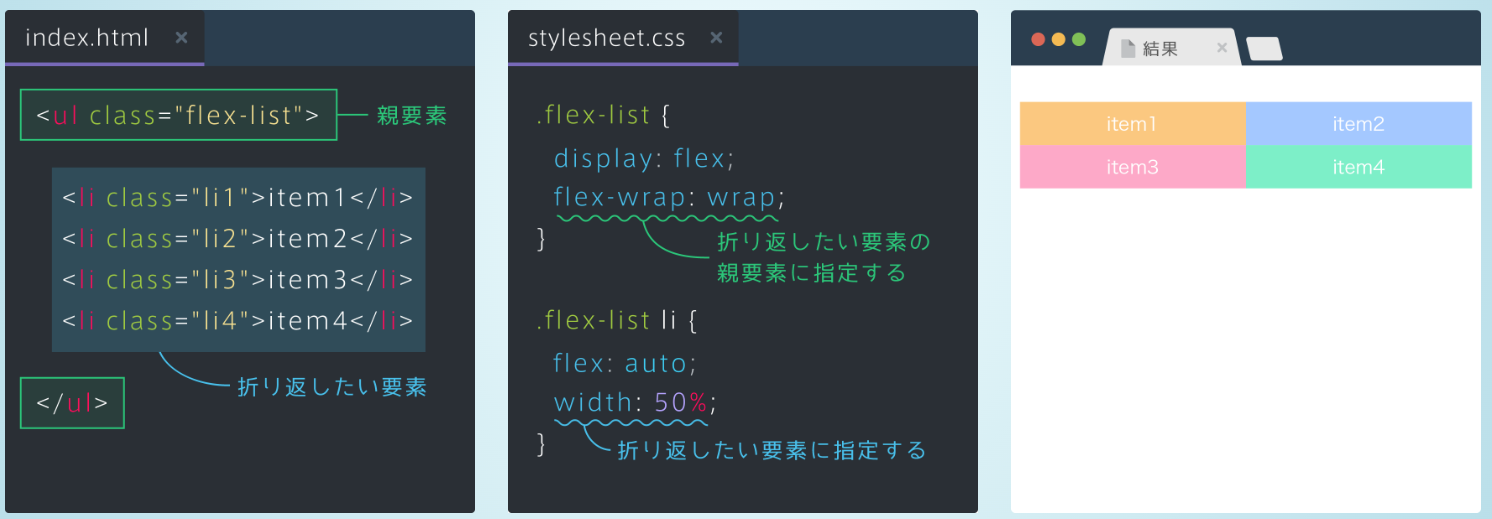 index.html ×
<ul class="flex-list">
親要素
<li class="li1">item1</li>
<li class="li2">item2</li>
<li class="li3">item3</li>
<li class="li4">item4</li>
折り返したい要素
</ul>
stylesheet.css ×
.flex-list {
display: flex;
flex-wrap: wrap;
}
折り返したい要素の
親要素に指定する
.flex-list li {
flex: auto;
width: 50%;
}
折り返したい要素に指定する
結果 ×
item1 item2
item3 item4